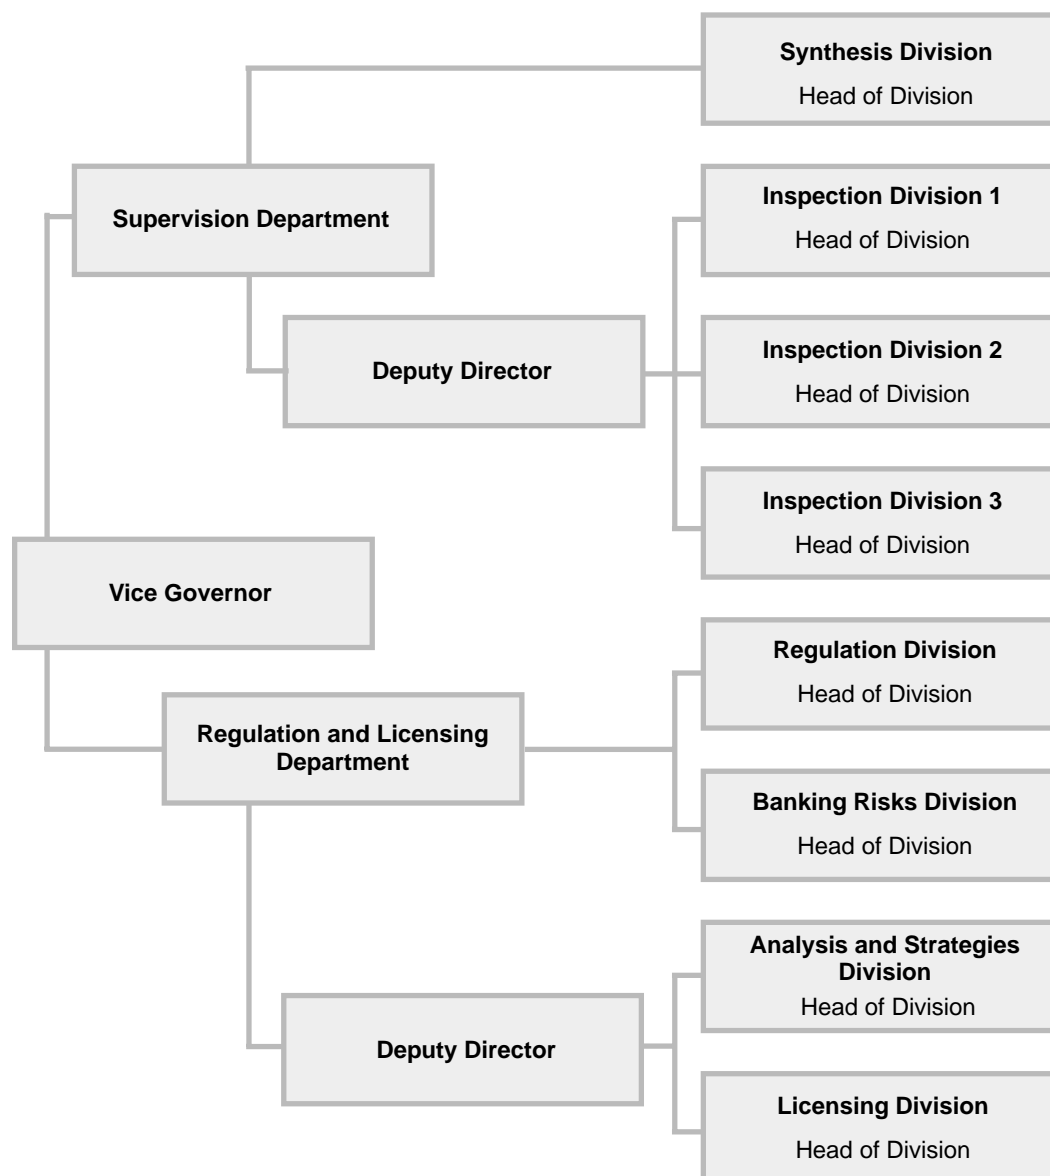 Synthesis Division
Head of Division
Supervision Department
Inspection Division 1
Head of Division
Deputy Director
Inspection Division 2
Head of Division
Inspection Division 3
Head of Division
Vice Governor
Regulation Division
Head of Division
Regulation and Licensing
Department
Banking Risks Division
Head of Division
Analysis and Strategies
Division
Head of Division
Deputy Director
Licensing Division
Head of Division